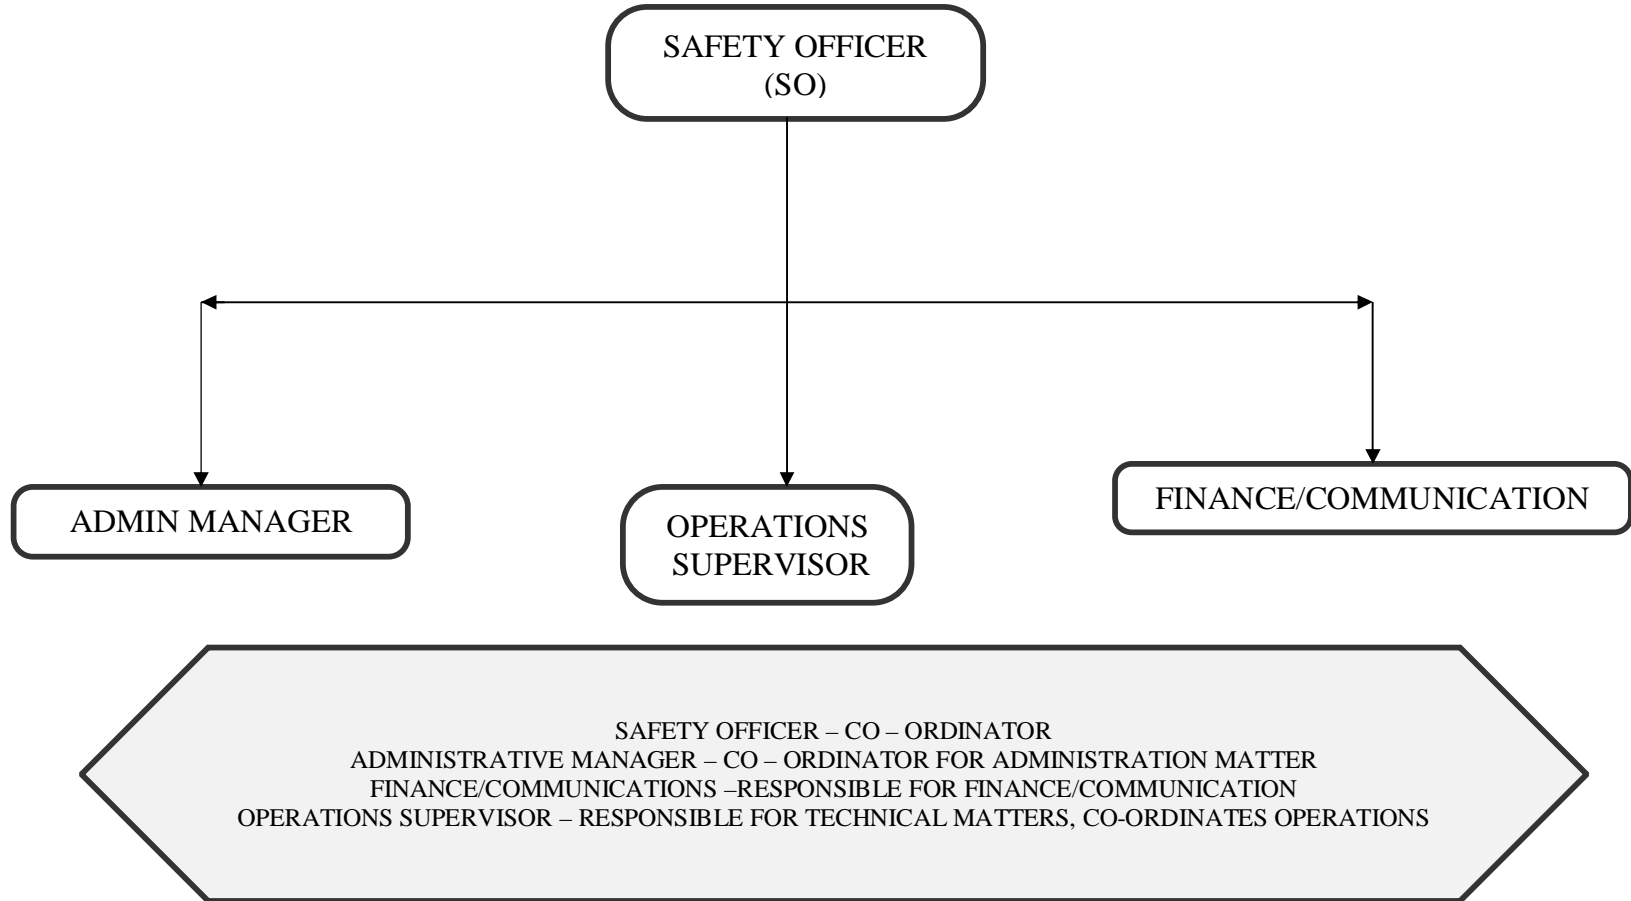 SAFETY OFFICER
(SO)
ADMIN MANAGER
OPERATIONS
SUPERVISOR
FINANCE/COMMUNICATION
SAFETY OFFICER – CO – ORDINATOR
ADMINISTRATIVE MANAGER – CO – ORDINATOR FOR ADMINISTRATION MATTER
FINANCE/COMMUNICATIONS –RESPONSIBLE FOR FINANCE/COMMUNICATION
OPERATIONS SUPERVISOR – RESPONSIBLE FOR TECHNICAL MATTERS, CO-ORDINATES OPERATIONS